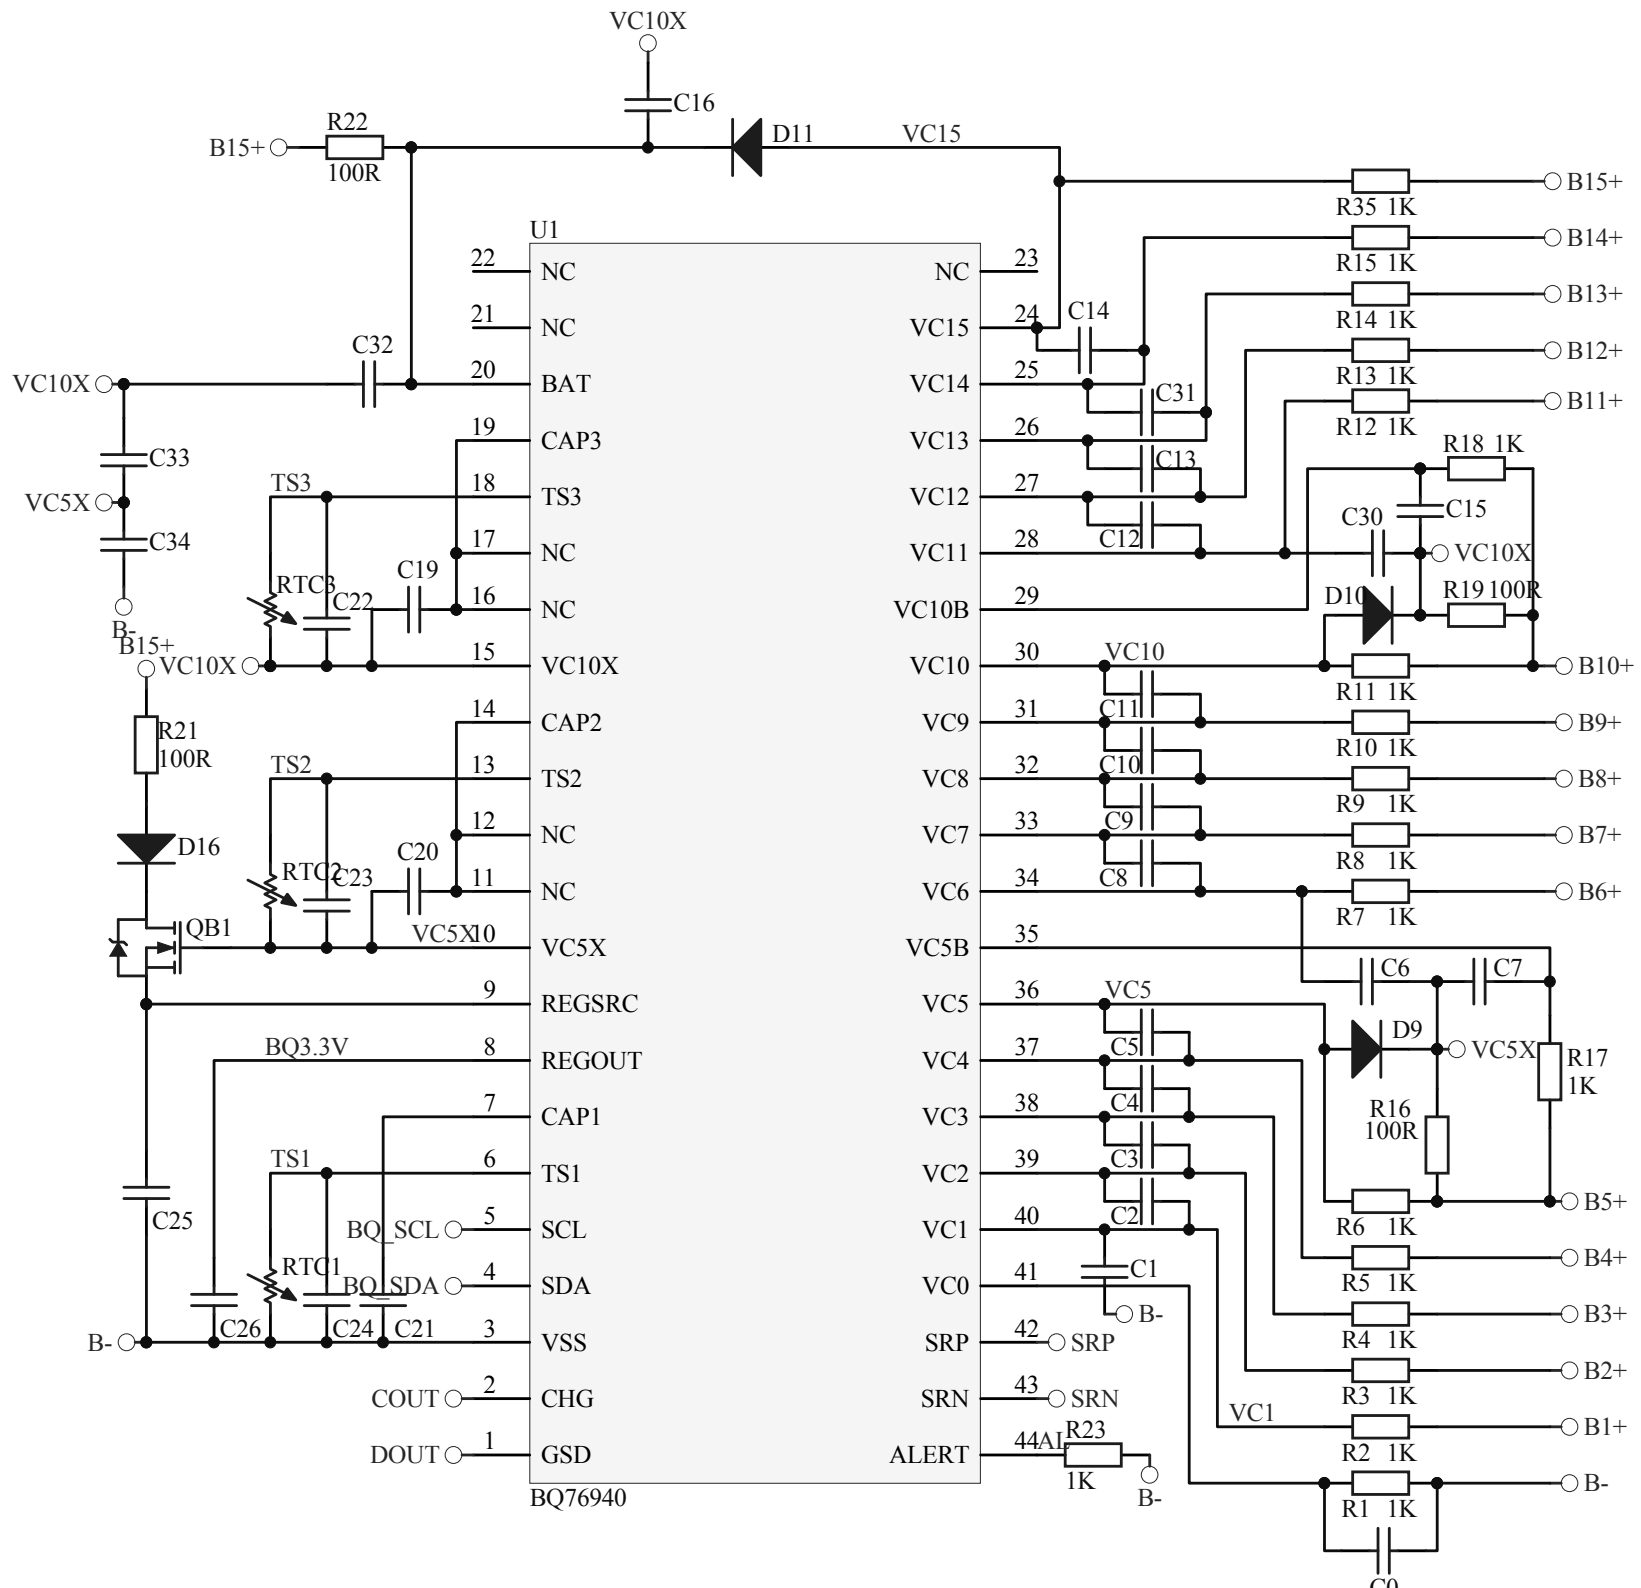 VC10X
C16
R22
B15+
100R
D11
VC15
B15+
R35 1K
B14+
R15 1K
B13+
R14 1K
B12+
R13 1K
B11+
R12 1K
U1
22 NC
NC 23
21 NC
VC15 24
C14
C32
VC10X
20 BAT
VC14 25
C31
19 CAP3
VC13 26
C33
C13
R18 1K
TS3
18 TS3
VC12 27
VC5X
C15
C34
17 NC
VC11 28
C12
C30
VC10X
C19
RTC3
C22
16 NC
VC10B 29
D10
R19 100R
B-
B15+
VC10X
15 VC10X
VC10 30
VC10
B10+
R11 1K
14 CAP2
VC9 31
C11
B9+
R10 1K
R21
100R
TS2
13 TS2
VC8 32
C10
B8+
R9 1K
D16
12 NC
VC7 33
C9
B7+
R8 1K
C20
RTC2
C23
11 NC
VC6 34
C8
B6+
R7 1K
QB1
VC5X
10 VC5X
VC5B 35
C6
C7
9 REGSRC
VC5 36
VC5
D9
VC5X
R17
1K
BQ3.3V
8 REGOUT
VC4 37
C5
7 CAP1
VC3 38
C4
R16
100R
TS1
6 TS1
VC2 39
C3
B5+
R6 1K
C25
BQ_SCL
5 SCL
VC1 40
C2
B4+
R5 1K
RTC1
BQ_SDA
4 SDA
VC0 41
C1
B-
B3+
R4 1K
C26
C24
C21
B-
3 VSS
SRP 42
SRP
B2+
R3 1K
COUT
2 CHG
SRN 43
SRN
VC1
B1+
R2 1K
DOUT
1 GSD
ALERT 44
AL
R23
1K
B-
B-
R1 1K
BQ76940
C0